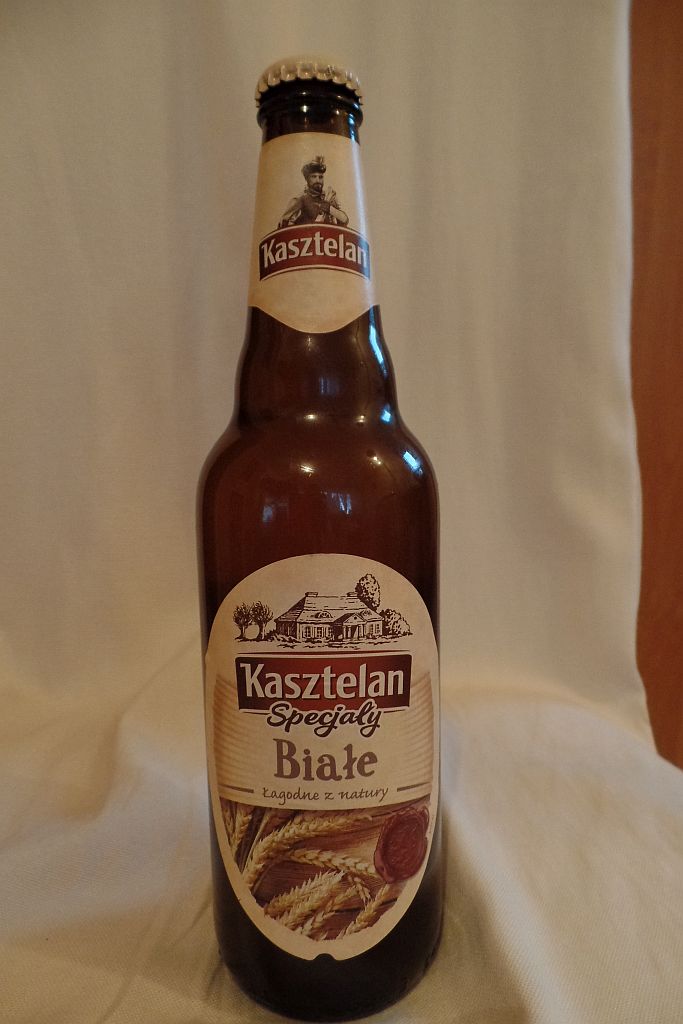 Kasztelan
Kasztelan
Specjały
Białe
Łagodne z natury